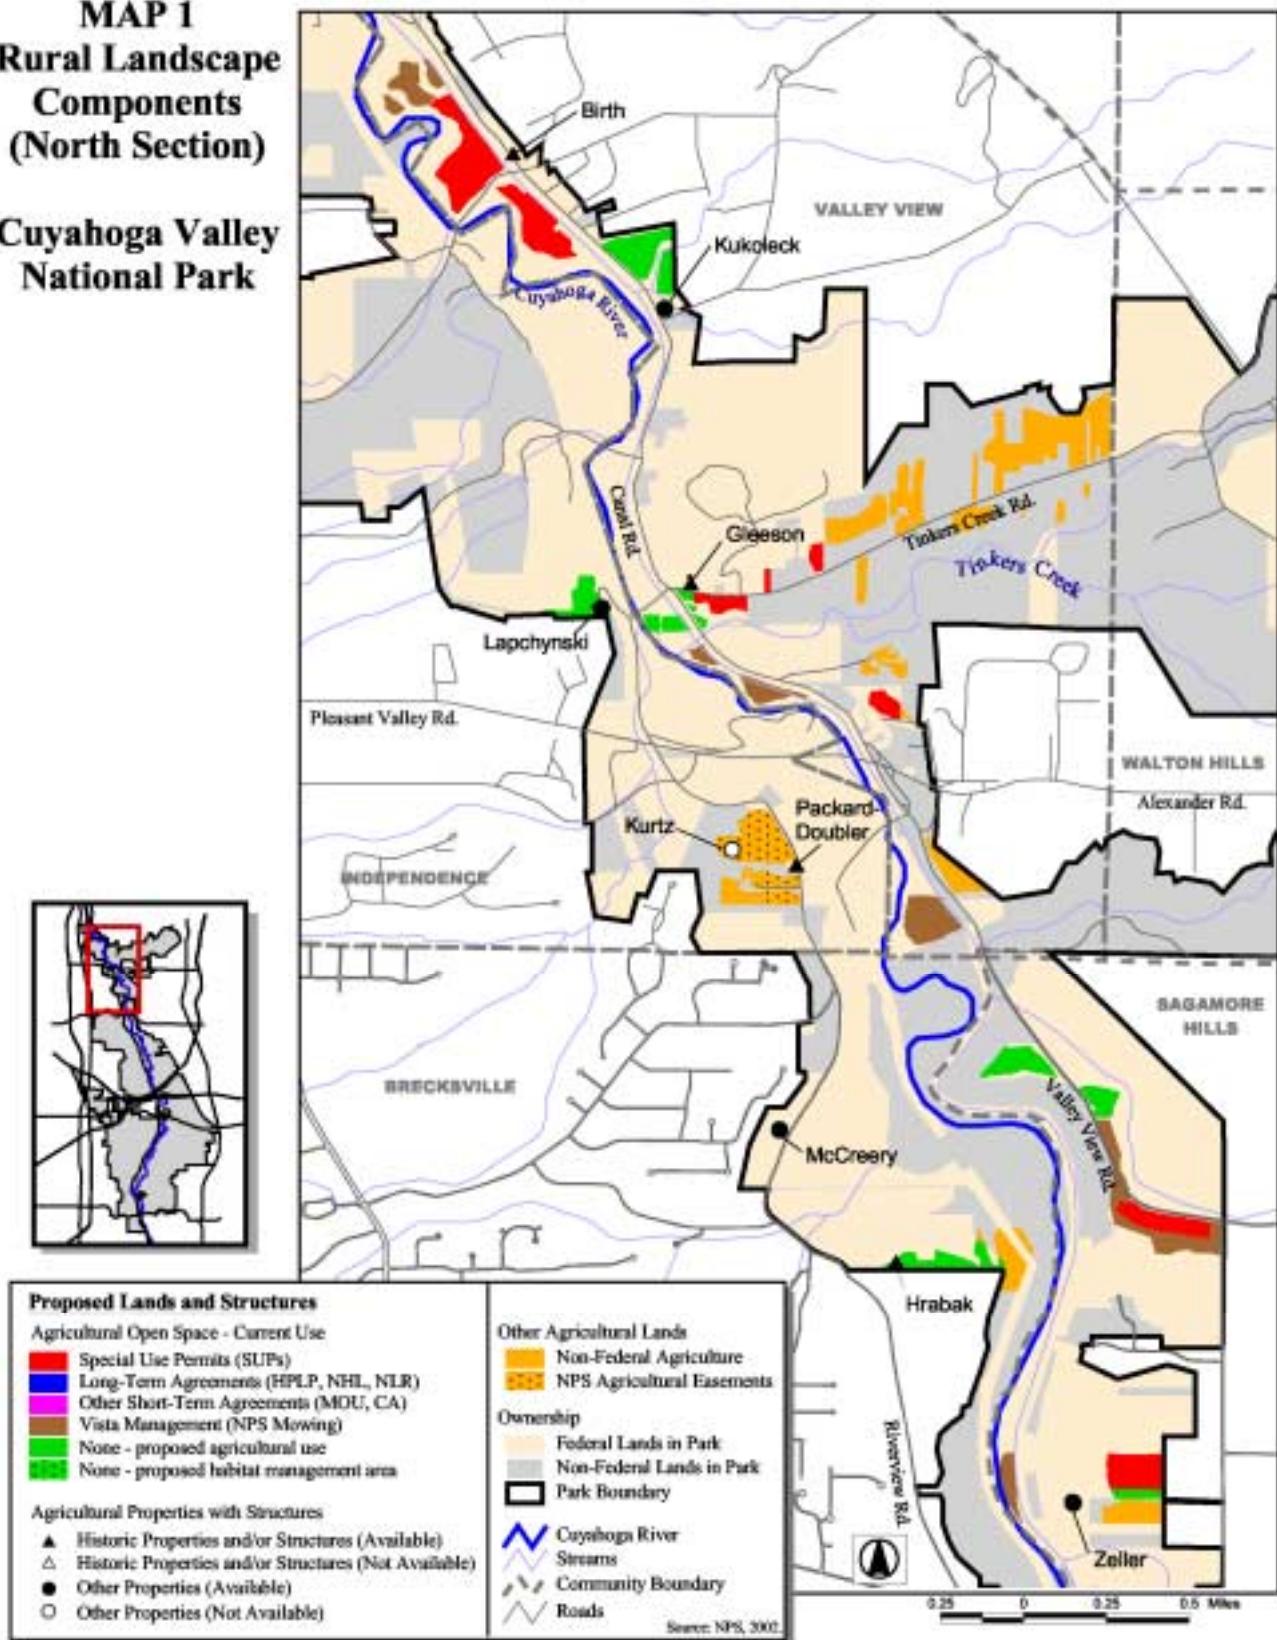 MAP 1
Rural Landscape
Components
(North Section)
Cuyahoga Valley
National Park
Birth
VALLEY VIEW
Kukoleck
Cuyahoga River
Canal Rd.
Gleeson
Tinkers Creek Rd.
Tinkers Creek
Lapchynski
Pleasant Valley Rd.
WALTON HILLS
Alexander Rd.
Packard-
Doubler
Kurtz
INDEPENDENCE
SAGAMORE
HILLS
BRECKSVILLE
Valley View Rd.
McCreery
Hrabak
Riverview Rd.
Zeller
Proposed Lands and Structures
Agricultural Open Space - Current Use
Special Use Permits (SUPs)
Long-Term Agreements (HPLP, NHL, NLR)
Other Short-Term Agreements (MOU, CA)
Vista Management (NPS Mowing)
None - proposed agricultural use
None - proposed habitat management area
Agricultural Properties with Structures
Historic Properties and/or Structures (Available)
Historic Properties and/or Structures (Not Available)
Other Properties (Available)
Other Properties (Not Available)
Other Agricultural Lands
Non-Federal Agriculture
NPS Agricultural Easements
Ownership
Federal Lands in Park
Non-Federal Lands in Park
Park Boundary
Cuyahoga River
Streams
Community Boundary
Roads
Source: NPS, 2002.
0.25 0 0.25 0.5 Miles